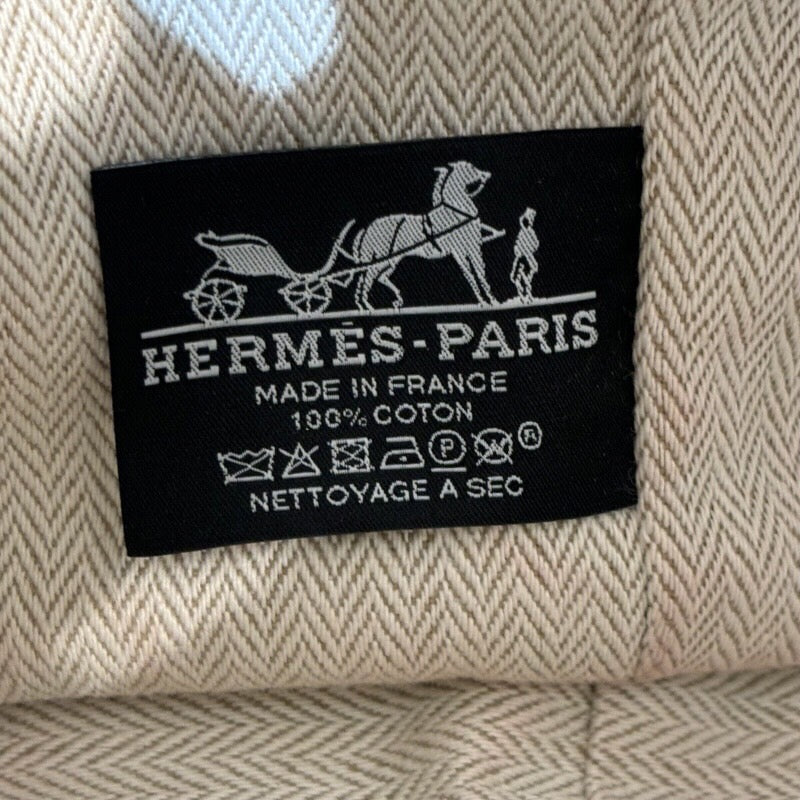 HERMÈS-PARIS
MADE IN FRANCE
100% COTON
P W R
NETTOYAGE A SEC